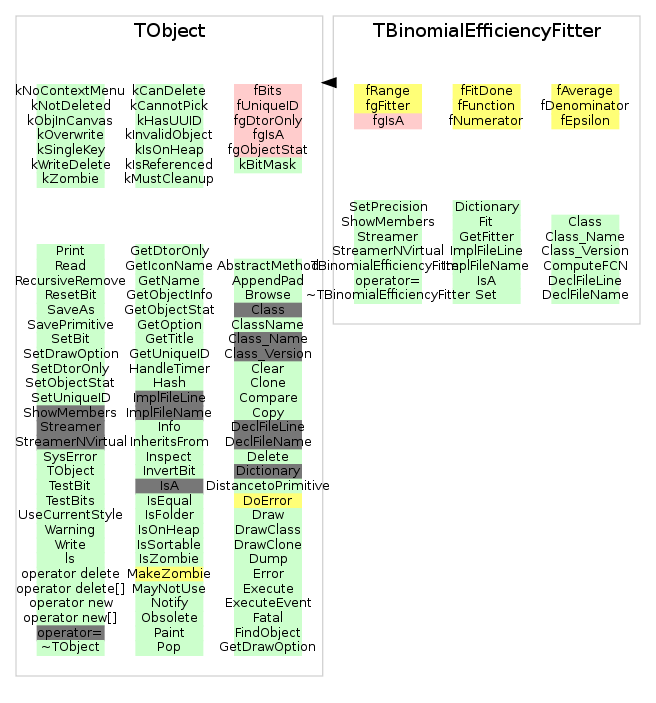 TObject
kNoContextMenu
kNotDeleted
kObjInCanvas
kOverwrite
kSingleKey
kWriteDelete
kZombie
kCanDelete
kCannotPick
kHasUUID
kInvalidObject
kIsOnHeap
kIsReferenced
kMustCleanup
fBits
fUniqueID
fgDtorOnly
fgIsA
fgObjectStat
kBitMask
Print
Read
RecursiveRemove
ResetBit
SaveAs
SavePrimitive
SetBit
SetDrawOption
SetDtorOnly
SetObjectStat
SetUniqueID
ShowMembers
Streamer
StreamerNVirtual
SysError
TObject
TestBit
TestBits
UseCurrentStyle
Warning
Write
ls
operator delete
operator delete[]
operator new
operator new[]
operator=
~TObject
GetDtorOnly
GetIconName
GetName
GetObjectInfo
GetObjectStat
GetOption
GetTitle
GetUniqueID
HandleTimer
Hash
ImplFileLine
ImplFileName
Info
InheritsFrom
Inspect
InvertBit
IsA
IsEqual
IsFolder
IsOnHeap
IsSortable
IsZombie
MakeZombie
MayNotUse
Notify
Obsolete
Paint
Pop
AbstractMethod
AppendPad
Browse
Class
ClassName
Class_Name
Class_Version
Clear
Clone
Compare
Copy
DeclFileLine
DeclFileName
Delete
Dictionary
DistancetoPrimitive
DoError
Draw
DrawClass
DrawClone
Dump
Error
Execute
ExecuteEvent
Fatal
FindObject
GetDrawOption
TBinomialEfficiencyFitter
fRange
fgFitter
fgIsA
fFitDone
fFunction
fNumerator
fAverage
fDenominator
fEpsilon
SetPrecision
ShowMembers
Streamer
StreamerNVirtual
TBinomialEfficiencyFitter
operator=
~TBinomialEfficiencyFitter
Dictionary
Fit
GetFitter
ImplFileLine
ImplFileName
IsA
Set
Class
Class_Name
Class_Version
ComputeFCN
DeclFileLine
DeclFileName